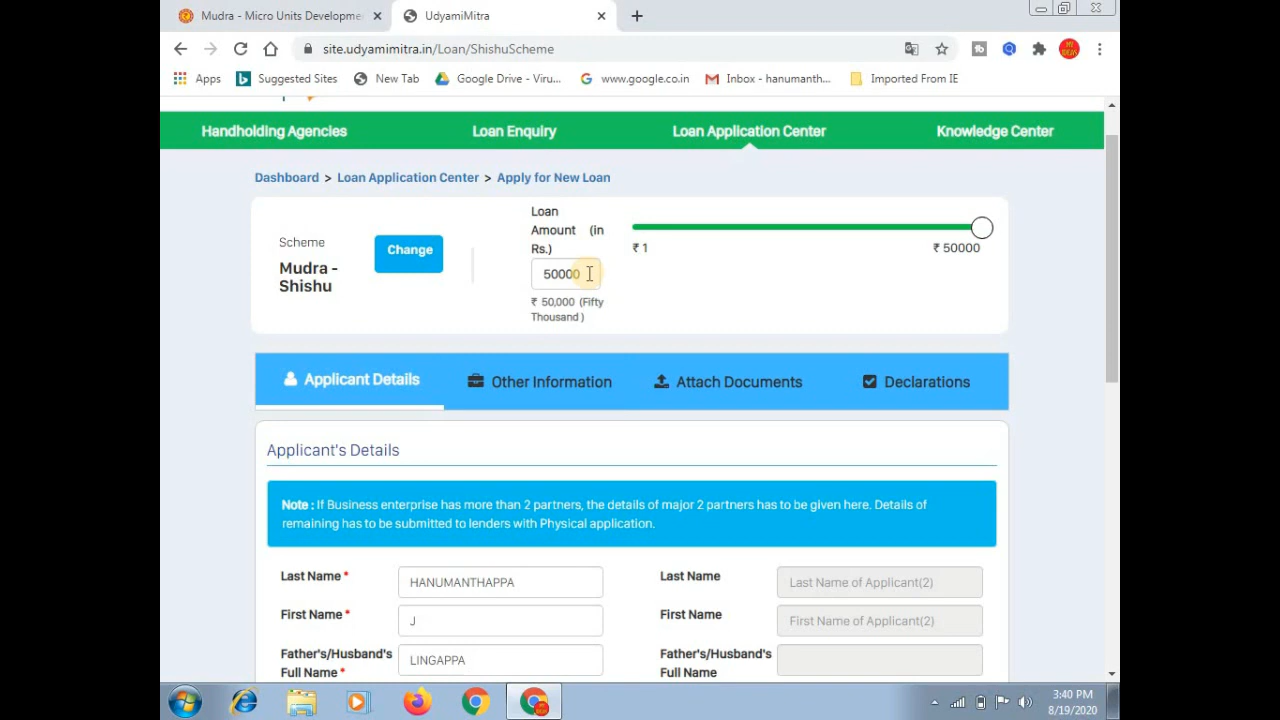 Mudra - Micro Units Developme
UdyamiMitra
site.udyamimitra.in/Loan/ShishuScheme
Apps
Suggested Sites
New Tab
Google Drive - Viru...
www.google.co.in
Inbox - hanumanth...
Imported From IE
Handholding Agencies
Loan Enquiry
Loan Application Center
Knowledge Center
Dashboard > Loan Application Center > Apply for New Loan
Scheme
Mudra -
Shishu
Change
Loan
Amount (in
Rs.)
50000
₹ 50,000 (Fifty
Thousand )
₹ 1
₹ 50000
Applicant Details
Other Information
Attach Documents
Declarations
Applicant's Details
Note : If Business enterprise has more than 2 partners, the details of major 2 partners has to be given here. Details of
remaining has to be submitted to lenders with Physical application.
Last Name *
HANUMANTHAPPA
Last Name
Last Name of Applicant(2)
First Name *
J
First Name
First Name of Applicant(2)
Father's/Husband's
Full Name *
LINGAPPA
Father's/Husband's
Full Name
3:40 PM
8/19/2020